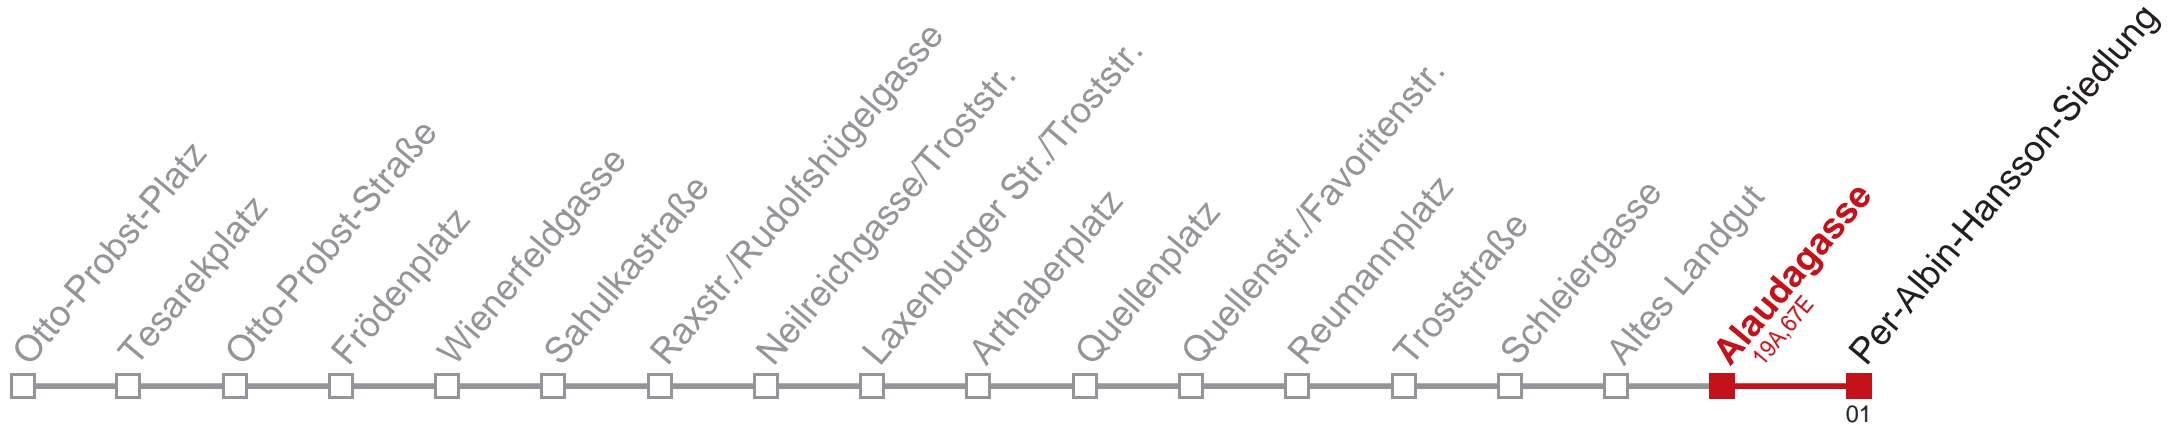 Otto-Probst-Platz
Tesarekplatz
Otto-Probst-Straße
Frödenplatz
Wienerfeldgasse
Sahulkastraße
Raxstr./Rudolfshügelgasse
Neilreichgasse/Troststr.
Laxenburger Str./Troststr.
Arthaberplatz
Quellenplatz
Quellenstr./Favoritenstr.
Reumannplatz
Troststraße
Schleiergasse
Altes Landgut
Alaudagasse
19A,67E
Per-Albin-Hansson-Siedlung
01